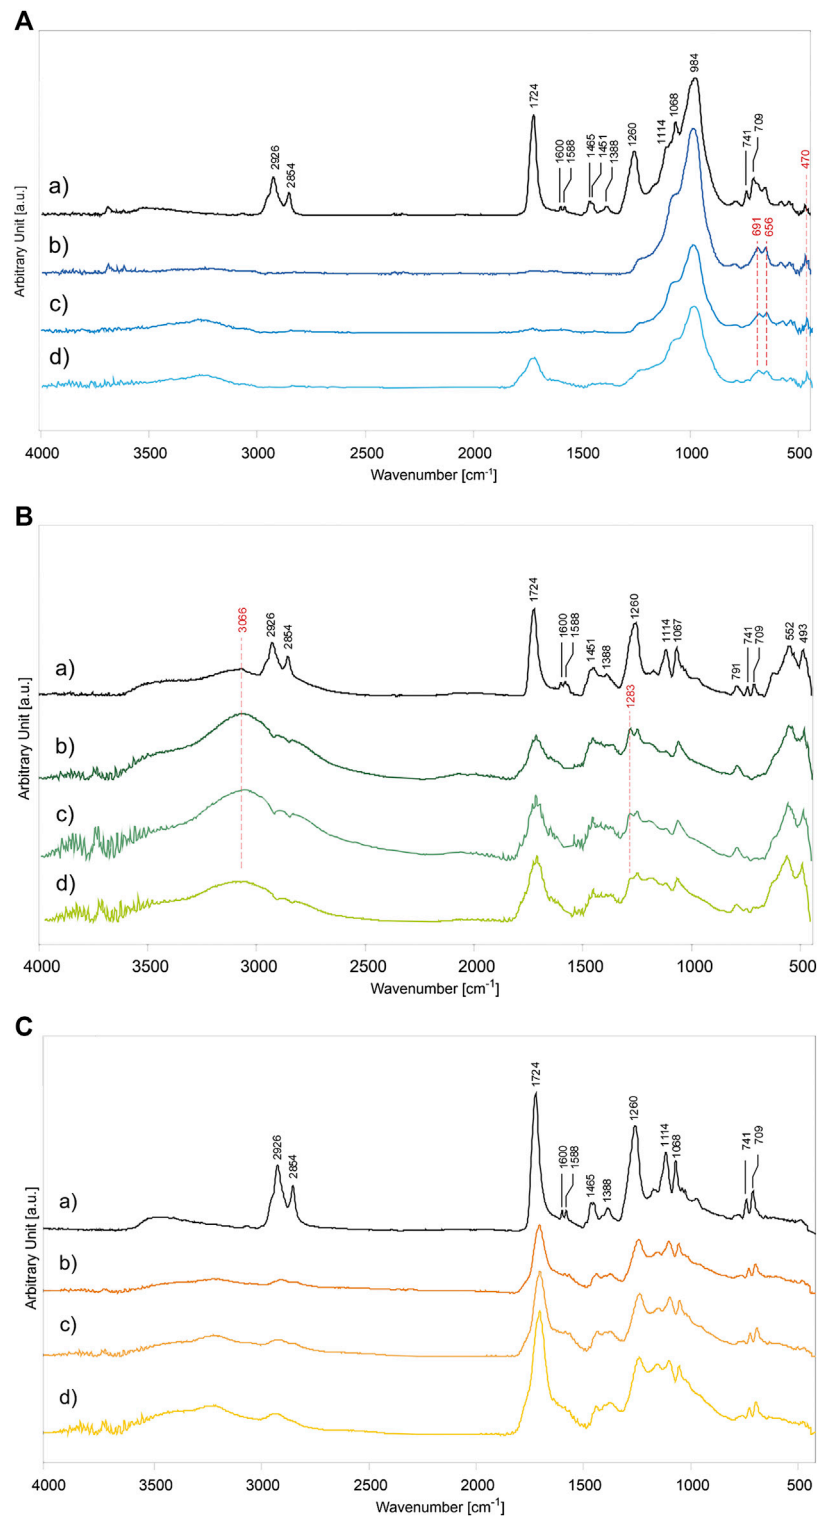 A
984
1724
1068
1114
709
1260
741
1600
1588
1465
1451
1388
2926
2854
470
a)
691
656
b)
c)
d)
Arbitrary Unit [a.u.]
4000 3500 3000 2500 2000 1500 1000 500
Wavenumber [cm-1]
B
3066
2926
2854
1724
1600
1588
1451
1388
1260
1283
1114
1067
791
741
709
552
493
a)
b)
c)
d)
Arbitrary Unit [a.u.]
4000 3500 3000 2500 2000 1500 1000 500
Wavenumber [cm-1]
C
1724
2926
2854
1600
1588
1465
1388
1260
1114
1068
741
709
a)
b)
c)
d)
Arbitrary Unit [a.u.]
4000 3500 3000 2500 2000 1500 1000 500
Wavenumber [cm-1]